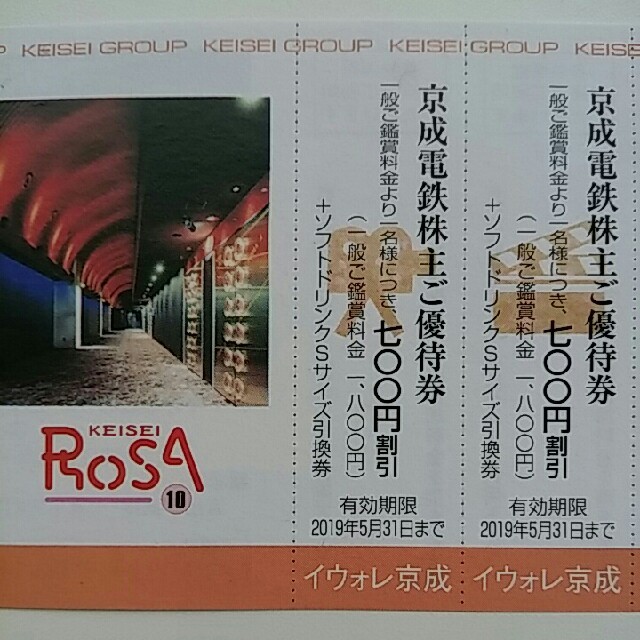 KEISEI GROUP KEISEI GROUP KEISEI GROUP KEISE
KEISEI
ROSA
10
京成電鉄株主ご優待券
一般ご鑑賞料金より一名様につき、七〇〇円割引
(一般ご鑑賞料金 一、八〇〇円)
+ソフトドリンクSサイズ引換券
有効期限
2019年5月31日まで
イウォレ京成
京成電鉄株主ご優待券
一般ご鑑賞料金より一名様につき、七〇〇円割引
(一般ご鑑賞料金 一、八〇〇円)
+ソフトドリンクSサイズ引換券
有効期限
2019年5月31日まで
イウォレ京成